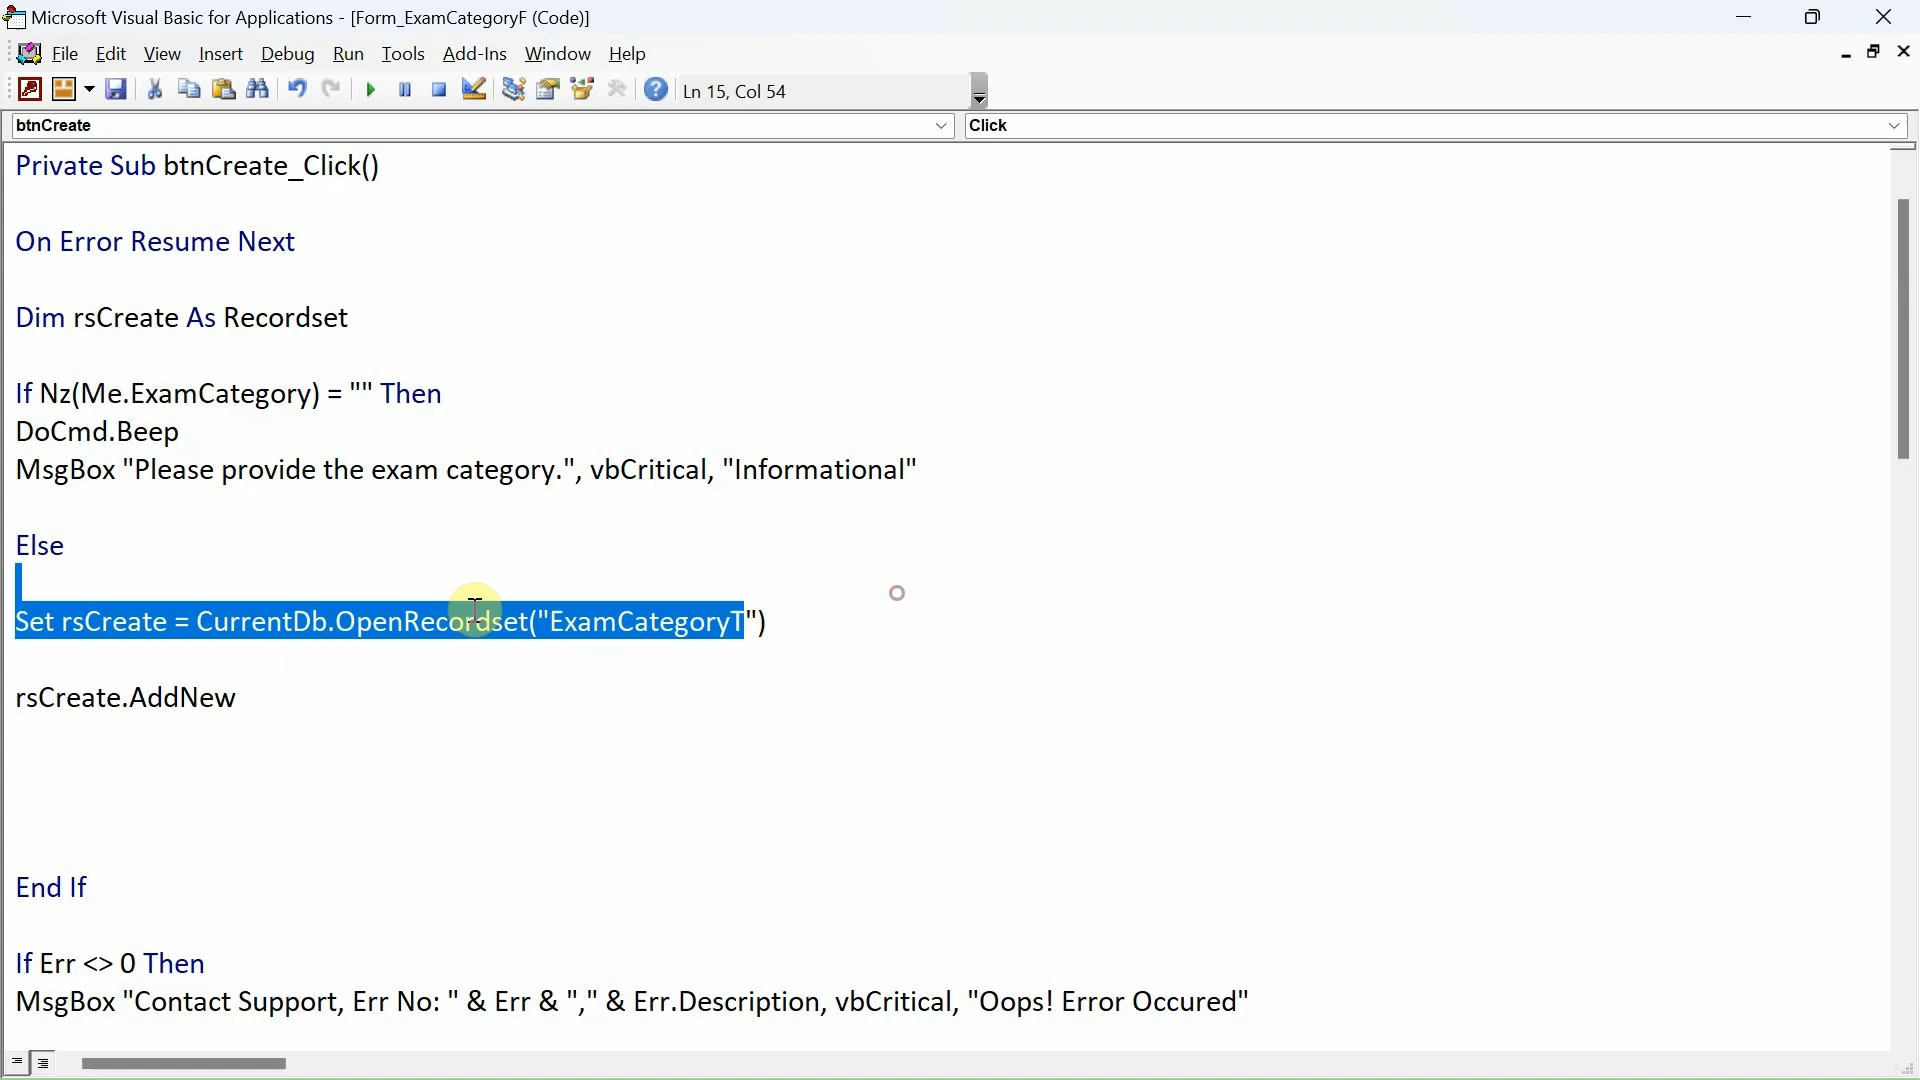 Microsoft Visual Basic for Applications - [Form_ExamCategoryF (Code)]
File Edit View Insert Debug Run Tools Add-Ins Window Help
Ln 15, Col 54
btnCreate
Click
Private Sub btnCreate_Click()
On Error Resume Next
Dim rsCreate As Recordset
If Nz(Me.ExamCategory) = "" Then
DoCmd.Beep
MsgBox "Please provide the exam category.", vbCritical, "Informational"
Else
Set rsCreate = CurrentDb.OpenRecordset("ExamCategoryT")
rsCreate.AddNew
End If
If Err <> 0 Then
MsgBox "Contact Support, Err No: " & Err & "," & Err.Description, vbCritical, "Oops! Error Occured"